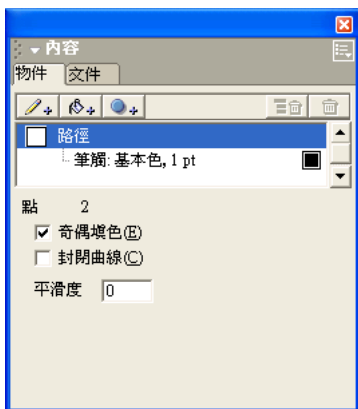 內容
物件 文件
路徑
筆觸: 基本色, 1 pt
點 2
奇偶填色(E)
封閉曲線(C)
平滑度 0